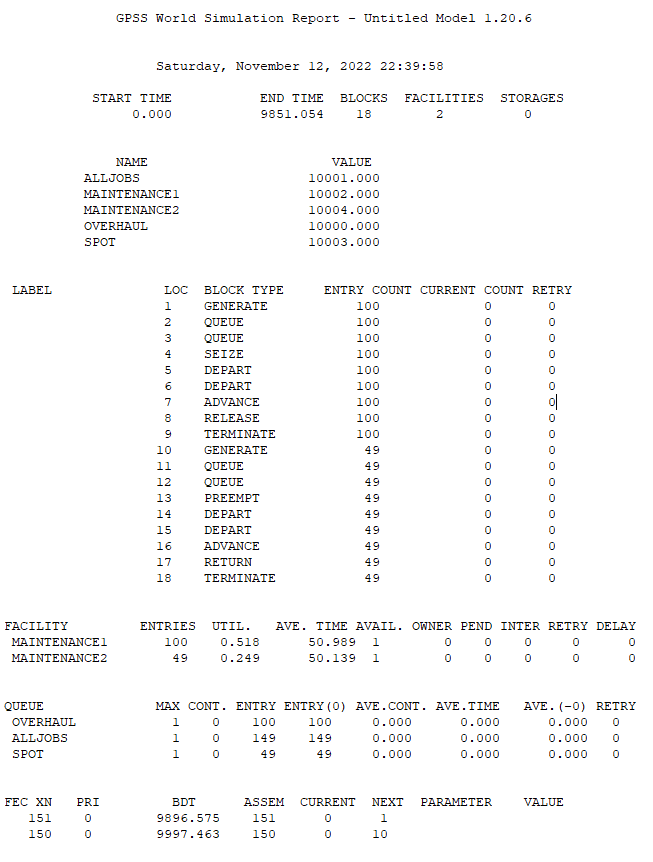 GPSS World Simulation Report - Untitled Model 1.20.6
Saturday, November 12, 2022 22:39:58
START TIME END TIME BLOCKS FACILITIES STORAGES
0.000 9851.054 18 2 0
NAME VALUE
ALLJOBS 10001.000
MAINTENANCE1 10002.000
MAINTENANCE2 10004.000
OVERHAUL 10000.000
SPOT 10003.000
LABEL LOC BLOCK TYPE ENTRY COUNT CURRENT COUNT RETRY
1 GENERATE 100 0 0
2 QUEUE 100 0 0
3 QUEUE 100 0 0
4 SEIZE 100 0 0
5 DEPART 100 0 0
6 DEPART 100 0 0
7 ADVANCE 100 0 0
8 RELEASE 100 0 0
9 TERMINATE 100 0 0
10 GENERATE 49 0 0
11 QUEUE 49 0 0
12 QUEUE 49 0 0
13 PREEMPT 49 0 0
14 DEPART 49 0 0
15 DEPART 49 0 0
16 ADVANCE 49 0 0
17 RETURN 49 0 0
18 TERMINATE 49 0 0
FACILITY ENTRIES UTIL. AVE. TIME AVAIL. OWNER PEND INTER RETRY DELAY
MAINTENANCE1 100 0.518 50.989 1 0 0 0 0 0
MAINTENANCE2 49 0.249 50.139 1 0 0 0 0 0
QUEUE MAX CONT. ENTRY ENTRY(0) AVE.CONT. AVE.TIME AVE.(-0) RETRY
OVERHAUL 1 0 100 100 0.000 0.000 0.000 0
ALLJOBS 1 0 149 149 0.000 0.000 0.000 0
SPOT 1 0 49 49 0.000 0.000 0.000 0
FEC XN PRI BDT ASSEM CURRENT NEXT PARAMETER VALUE
151 0 9896.575 151 0 1
150 0 9997.463 150 0 10